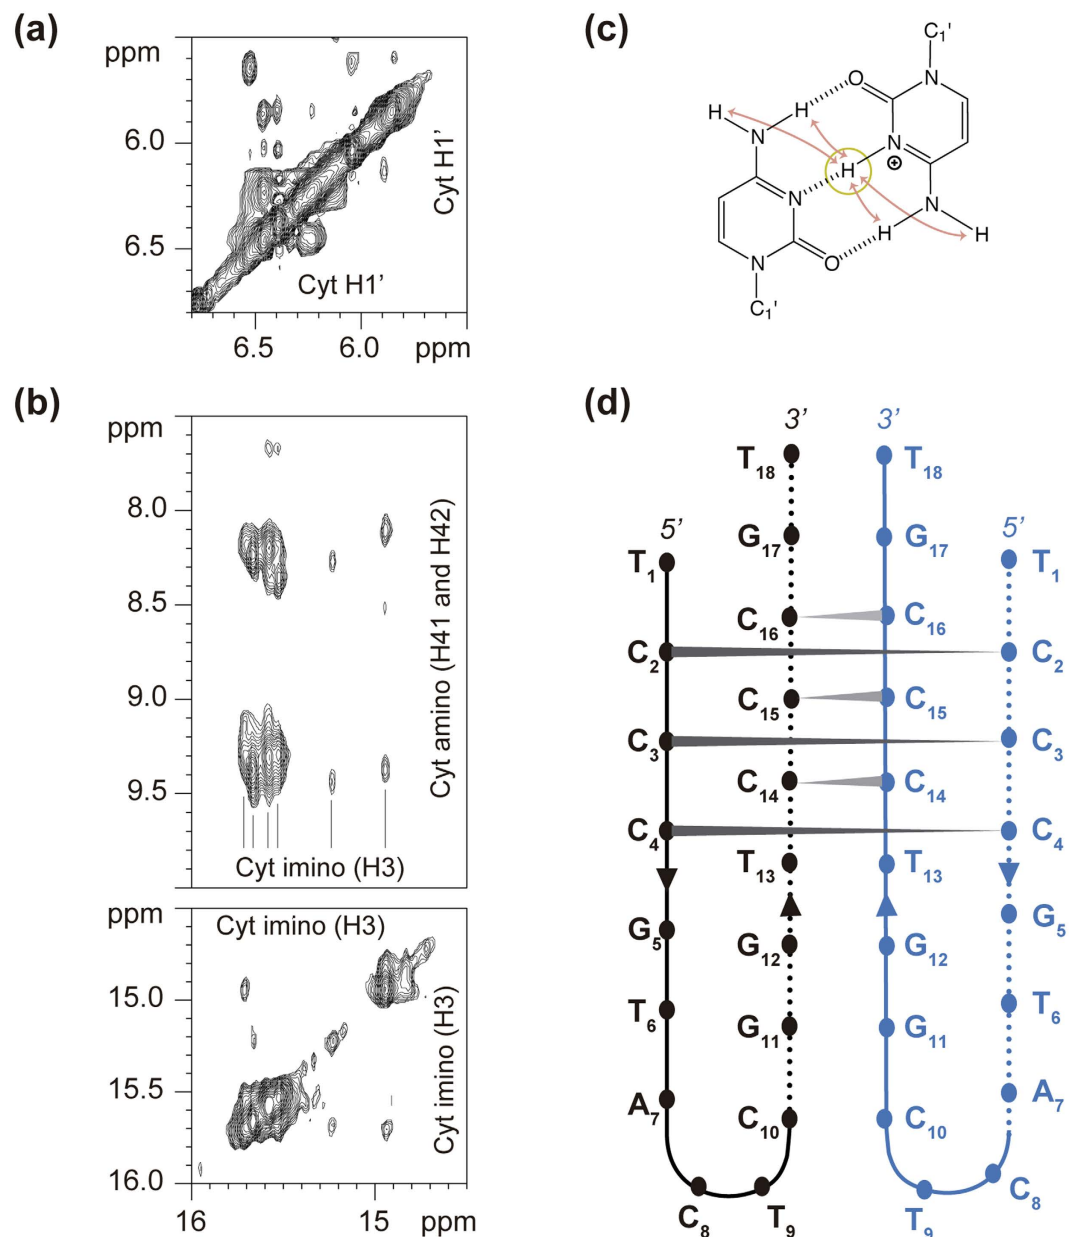 (a)
ppm
6.0
6.5
Cyt H1'
Cyt H1’
6.5
6.0
ppm
(b)
ppm
8.0
8.5
9.0
9.5
Cyt amino (H41 and H42)
Cyt imino (H3)
ppm
15.0
15.5
16.0
Cyt imino (H3)
Cyt imino (H3)
16
15
ppm
(c)
C1'
O
N
H
H
N
N
H
N
⊕
N
O
H
N
H
C1'
(d)
5’
T1
C2
C3
C4
G5
T6
A7
C8
T9
3’
T18
G17
C16
C15
C14
T13
G12
G11
C10
3’
T18
G17
C16
C15
C14
T13
G12
G11
C10
T9
5’
T1
C2
C3
C4
G5
T6
A7
C8